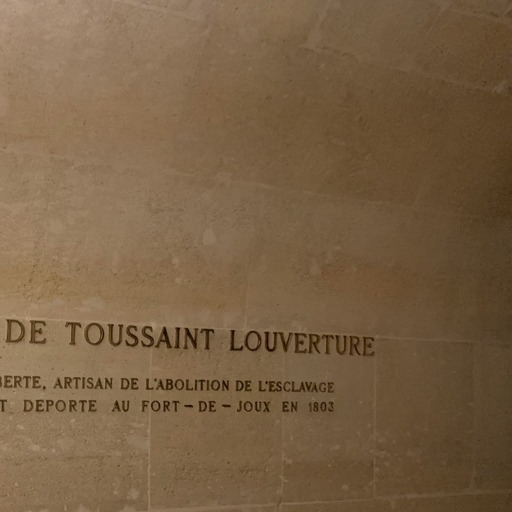 DE TOUSSAINT LOUVERTURE
BERTE, ARTISAN DE L'ABOLITION DE L'ESCLAVAGE
T DEPORTE AU FORT-DE-JOUX EN 1803